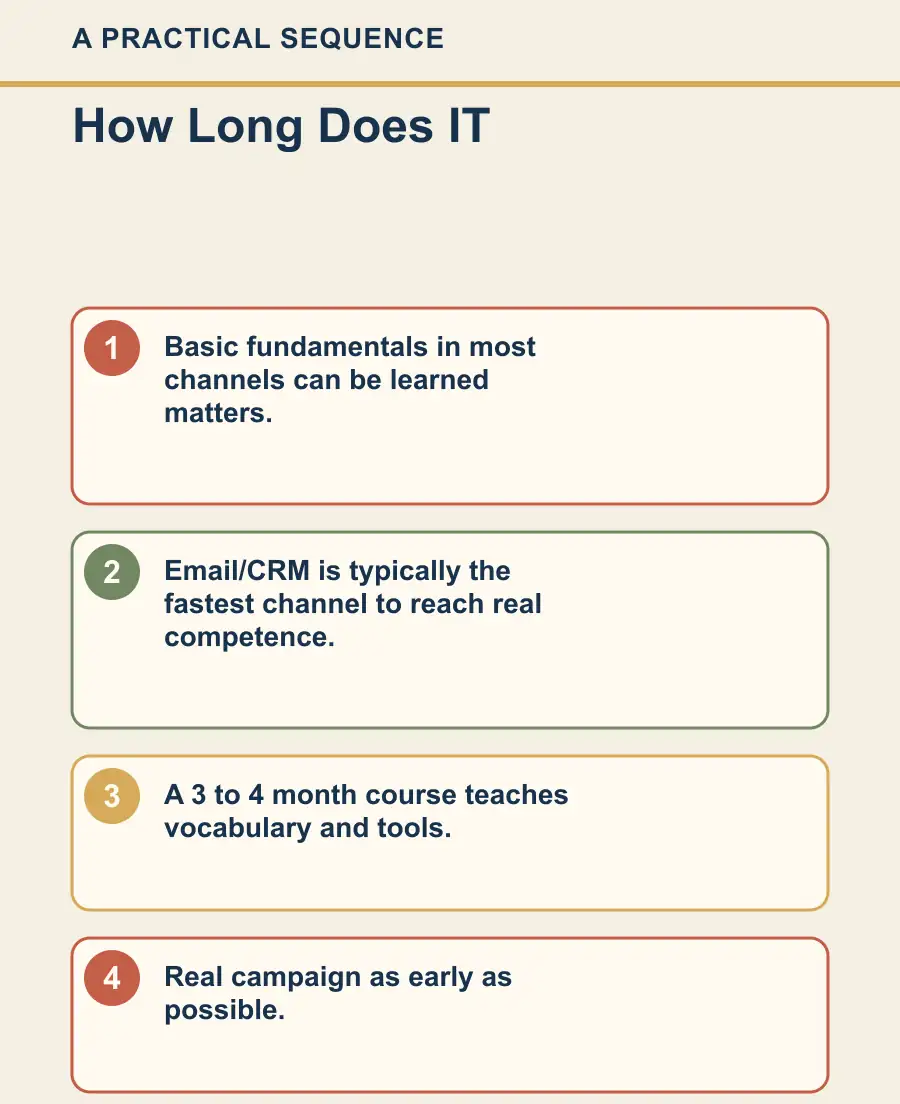 A PRACTICAL SEQUENCE
How Long Does IT
1
Basic fundamentals in most
channels can be learned
matters.
2
Email/CRM is typically the
fastest channel to reach real
competence.
3
A 3 to 4 month course teaches
vocabulary and tools.
4
Real campaign as early as
possible.